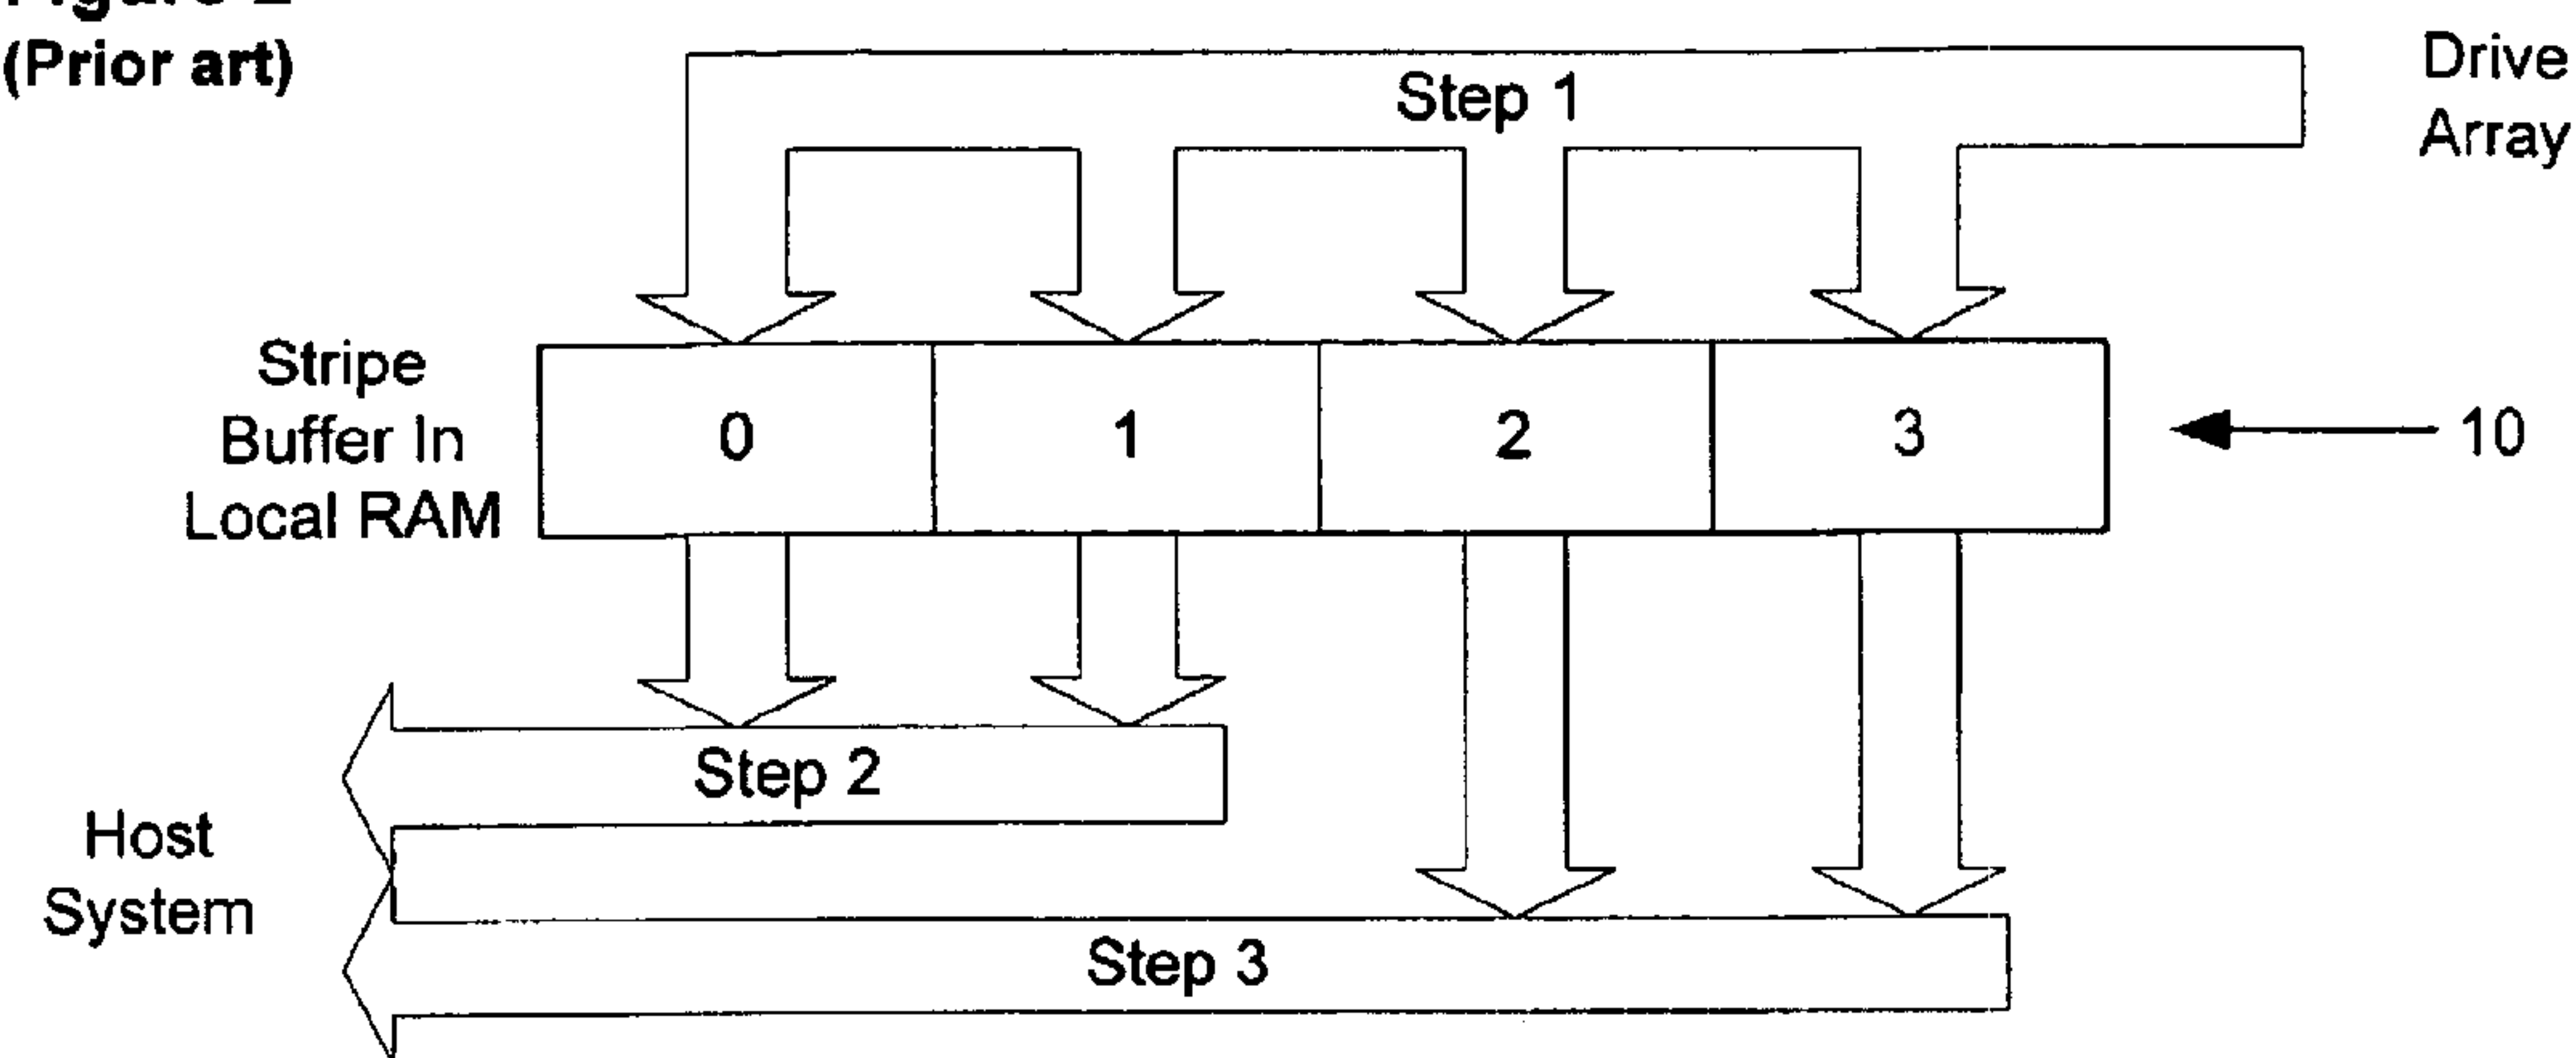 (Prior art)
Drive
Array
Step 1
Stripe
Buffer In
Local RAM
0
1
2
3
10
Step 2
Host
System
Step 3